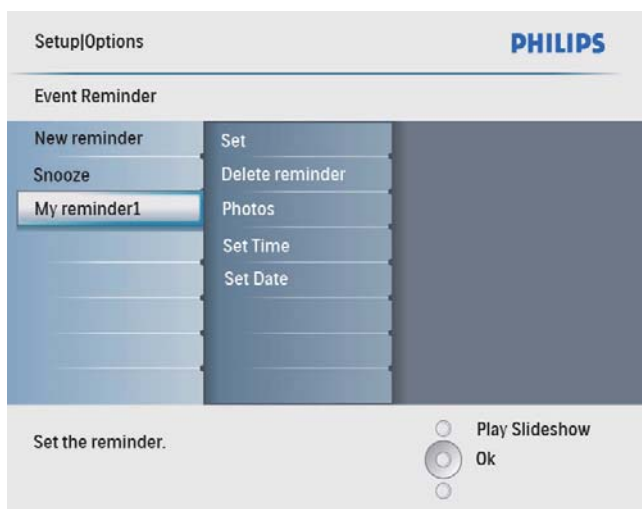 Setup|Options
PHILIPS
Event Reminder
New reminder
Snooze
My reminder1
Set
Delete reminder
Photos
Set Time
Set Date
Set the reminder.
Play Slideshow
Ok